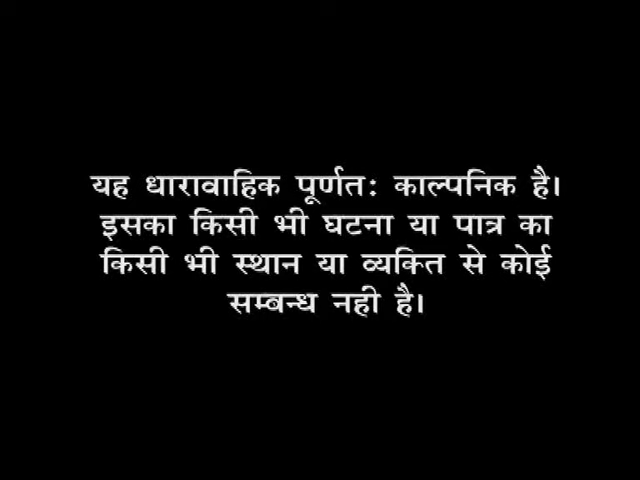 यह धारावाहिक पूर्णत: काल्पनिक है।
इसका किसी भी घटना या पात्र का
किसी भी स्थान या व्यक्ति से कोई
सम्बन्ध नही है।